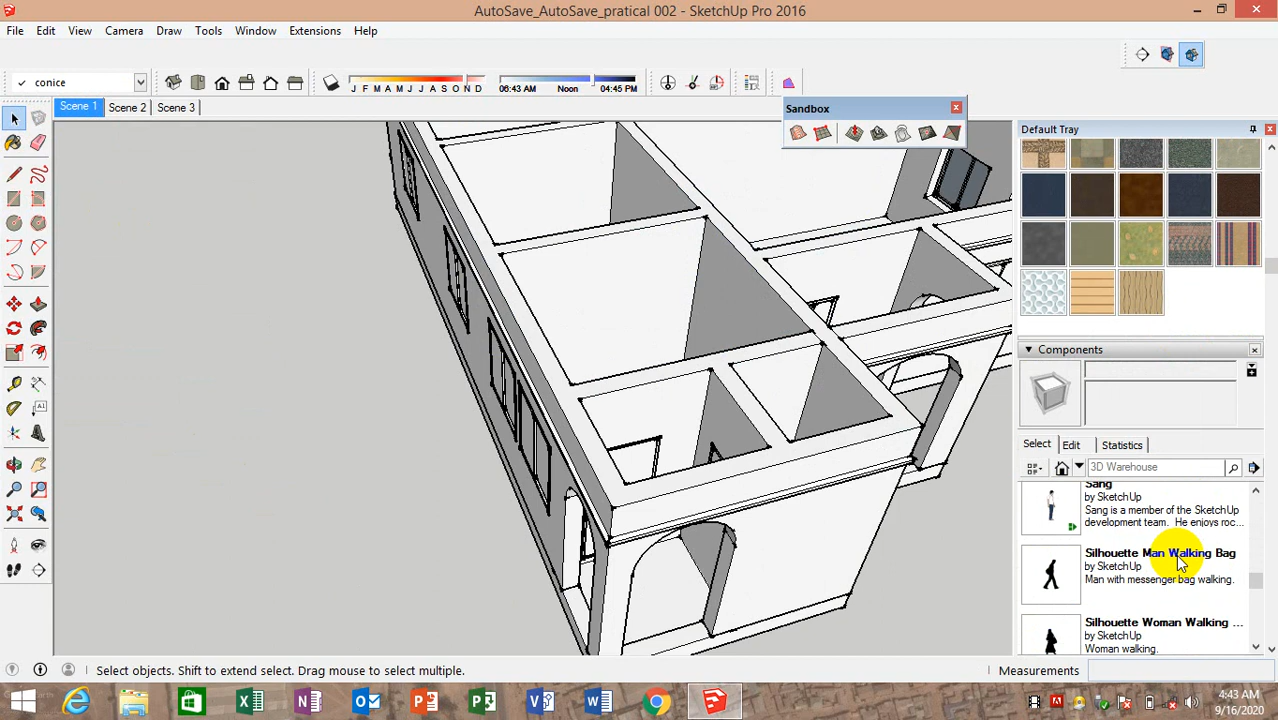 AutoSave_AutoSave_pratical 002 - SketchUp Pro 2016
File Edit View Camera Draw Tools Window Extensions Help
conice
J F M A M J J A S O N D
06:43 AM Noon 04:45 PM
Scene 1 Scene 2 Scene 3
Sandbox
Default Tray
Components
Select Edit Statistics
3D Warehouse
Sang
by SketchUp
Sang is a member of the SketchUp
development team. He enjoys roc...
Silhouette Man Walking Bag
by SketchUp
Man with messenger bag walking.
Silhouette Woman Walking ...
by SketchUp
Woman walking.
Select objects. Shift to extend select. Drag mouse to select multiple.
Measurements
4:43 AM
9/16/2020